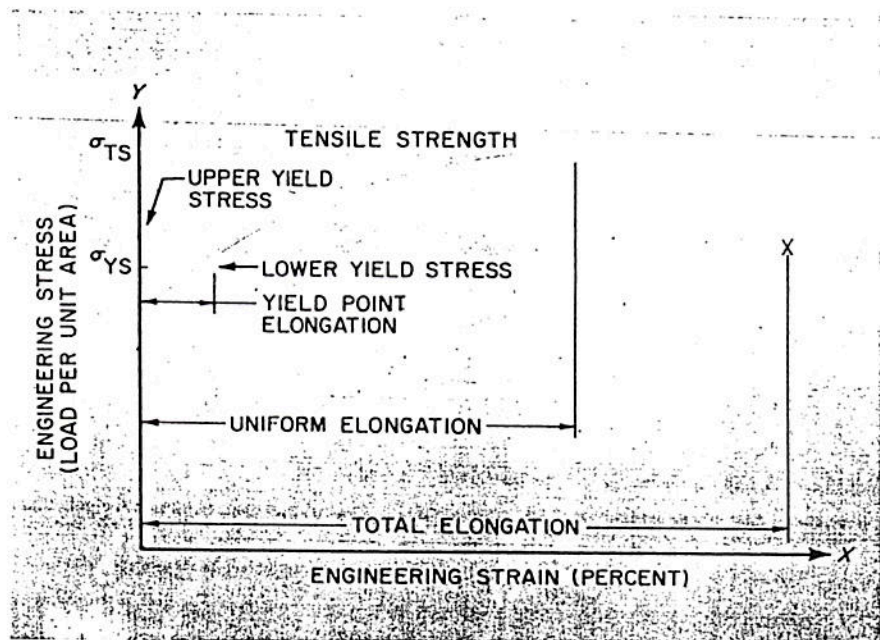 Y
σTS
TENSILE STRENGTH
UPPER YIELD
STRESS
σYS
LOWER YIELD STRESS
YIELD POINT
ELONGATION
X
ENGINEERING STRESS
(LOAD PER UNIT AREA)
UNIFORM ELONGATION
TOTAL ELONGATION
X
ENGINEERING STRAIN (PERCENT)